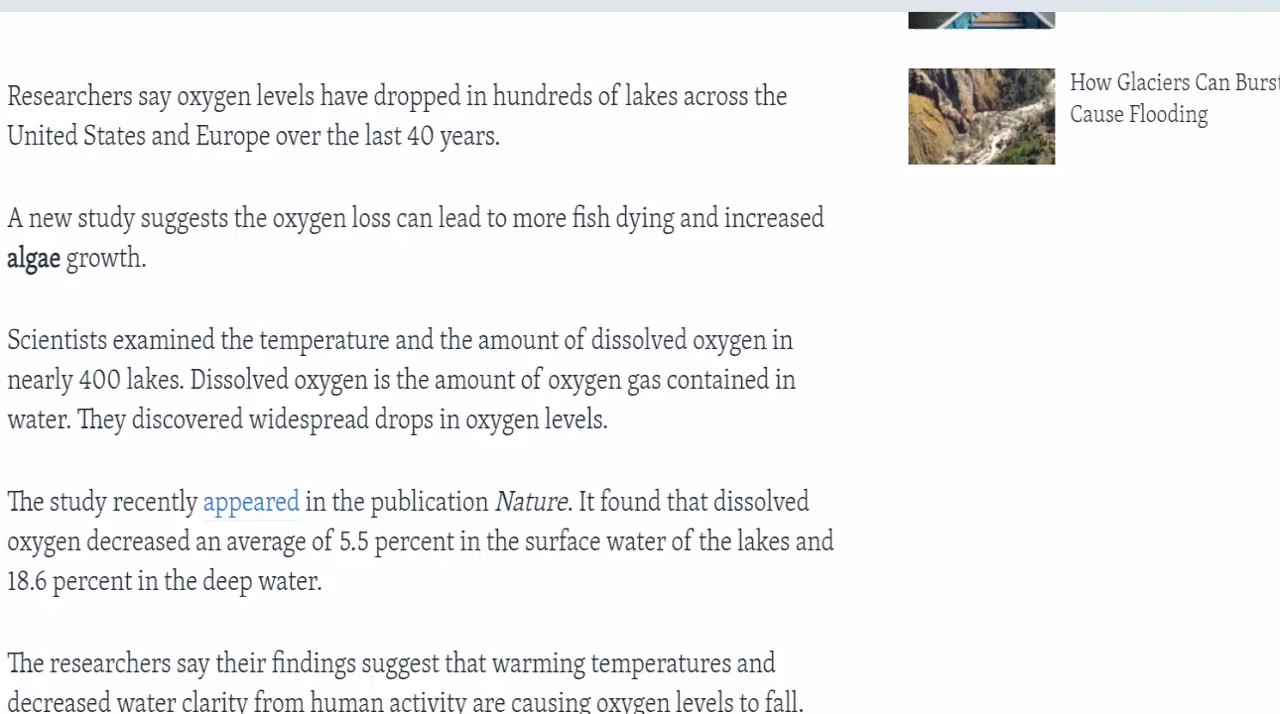 Researchers say oxygen levels have dropped in hundreds of lakes across the
United States and Europe over the last 40 years.
A new study suggests the oxygen loss can lead to more fish dying and increased
algae growth.
Scientists examined the temperature and the amount of dissolved oxygen in
nearly 400 lakes. Dissolved oxygen is the amount of oxygen gas contained in
water. They discovered widespread drops in oxygen levels.
The study recently appeared in the publication Nature. It found that dissolved
oxygen decreased an average of 5.5 percent in the surface water of the lakes and
18.6 percent in the deep water.
The researchers say their findings suggest that warming temperatures and
decreased water clarity from human activity are causing oxygen levels to fall.
How Glaciers Can Burst
Cause Flooding